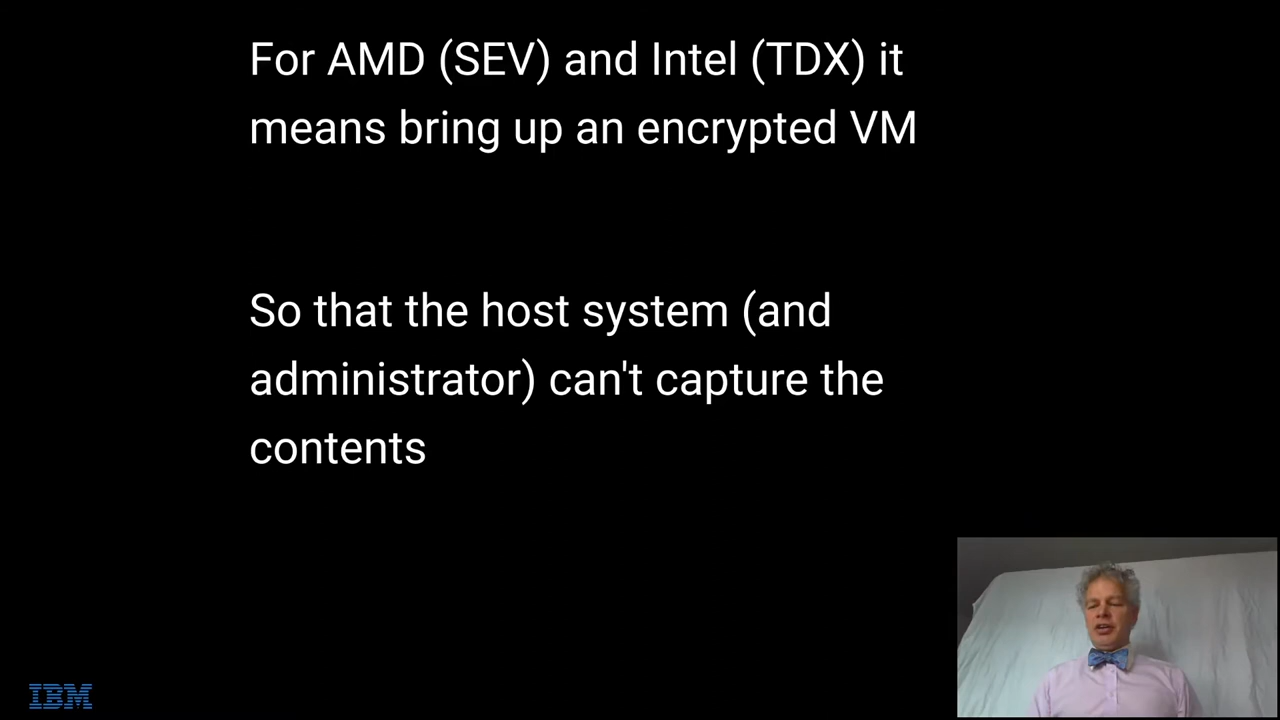 For AMD (SEV) and Intel (TDX) it
means bring up an encrypted VM
So that the host system (and
administrator) can't capture the
contents
IBM